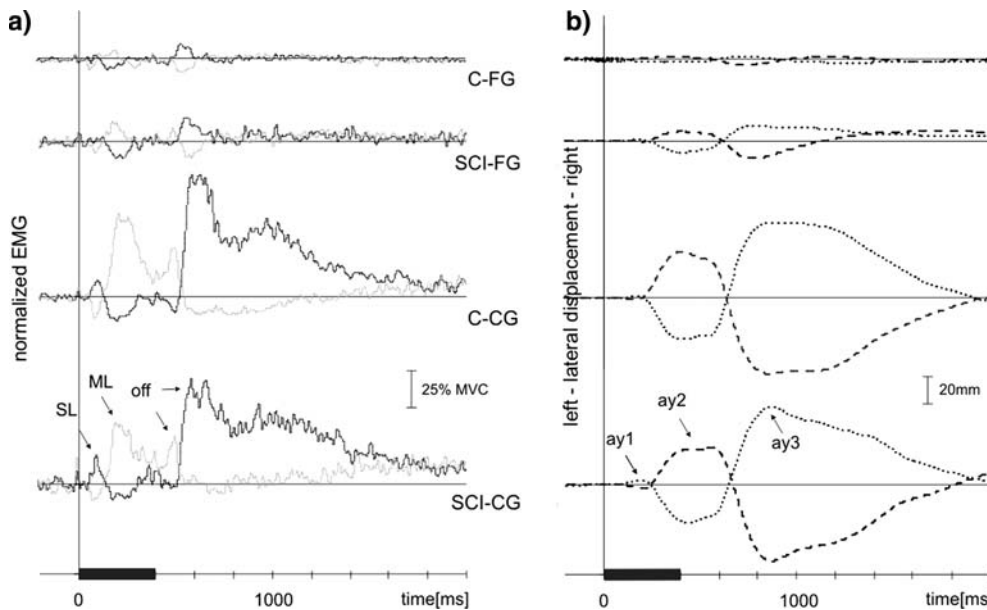 a)
C-FG
SCI-FG
normalized EMG
C-CG
SL
ML
off
25% MVC
SCI-CG
0
1000
time[ms]
b)
left - lateral displacement - right
20mm
ay1
ay2
ay3
0
1000
time[ms]